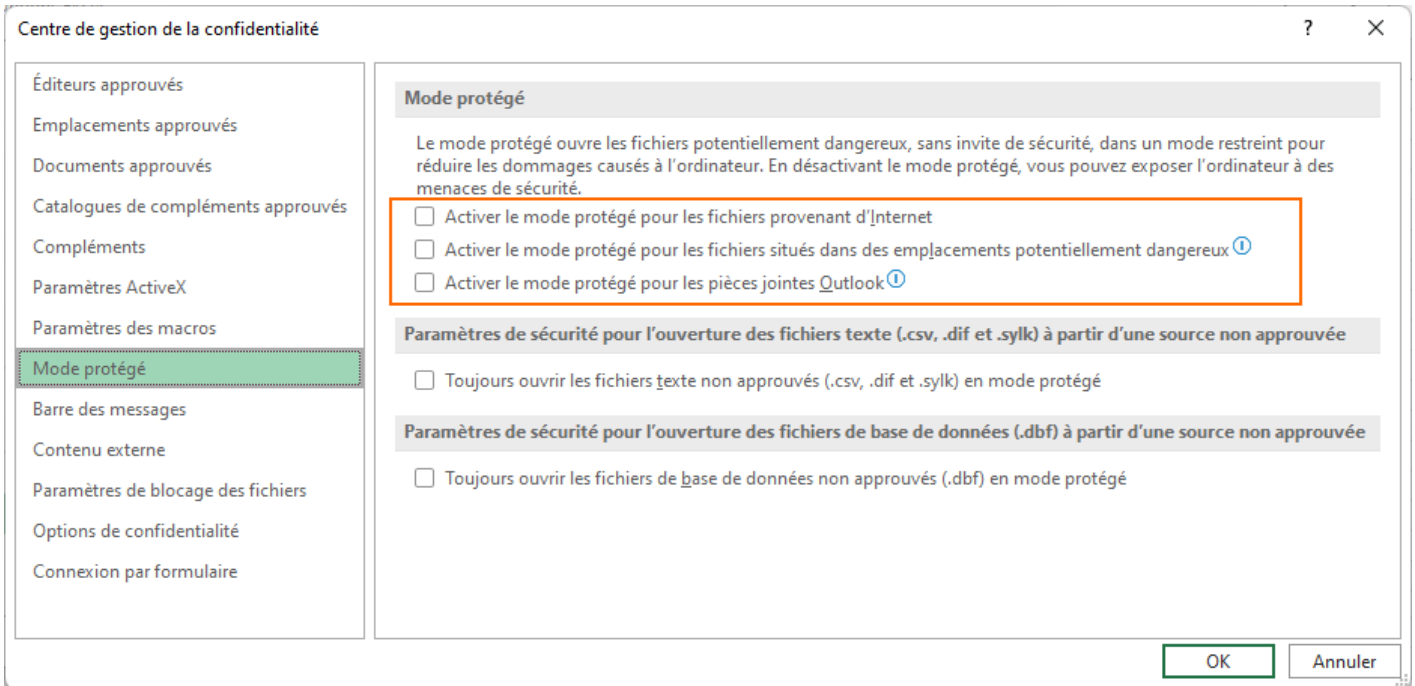 Centre de gestion de la confidentialité
?
Éditeurs approuvés
Emplacements approuvés
Documents approuvés
Catalogues de compléments approuvés
Compléments
Paramètres ActiveX
Paramètres des macros
Mode protégé
Barre des messages
Contenu externe
Paramètres de blocage des fichiers
Options de confidentialité
Connexion par formulaire
Mode protégé
Le mode protégé ouvre les fichiers potentiellement dangereux, sans invite de sécurité, dans un mode restreint pour
réduire les dommages causés à l’ordinateur. En désactivant le mode protégé, vous pouvez exposer l’ordinateur à des
menaces de sécurité.
Activer le mode protégé pour les fichiers provenant d’Internet
Activer le mode protégé pour les fichiers situés dans des emplacements potentiellement dangereux
Activer le mode protégé pour les pièces jointes Outlook
Paramètres de sécurité pour l’ouverture des fichiers texte (.csv, .dif et .sylk) à partir d’une source non approuvée
Toujours ouvrir les fichiers texte non approuvés (.csv, .dif et .sylk) en mode protégé
Paramètres de sécurité pour l’ouverture des fichiers de base de données (.dbf) à partir d’une source non approuvée
Toujours ouvrir les fichiers de base de données non approuvés (.dbf) en mode protégé
OK
Annuler